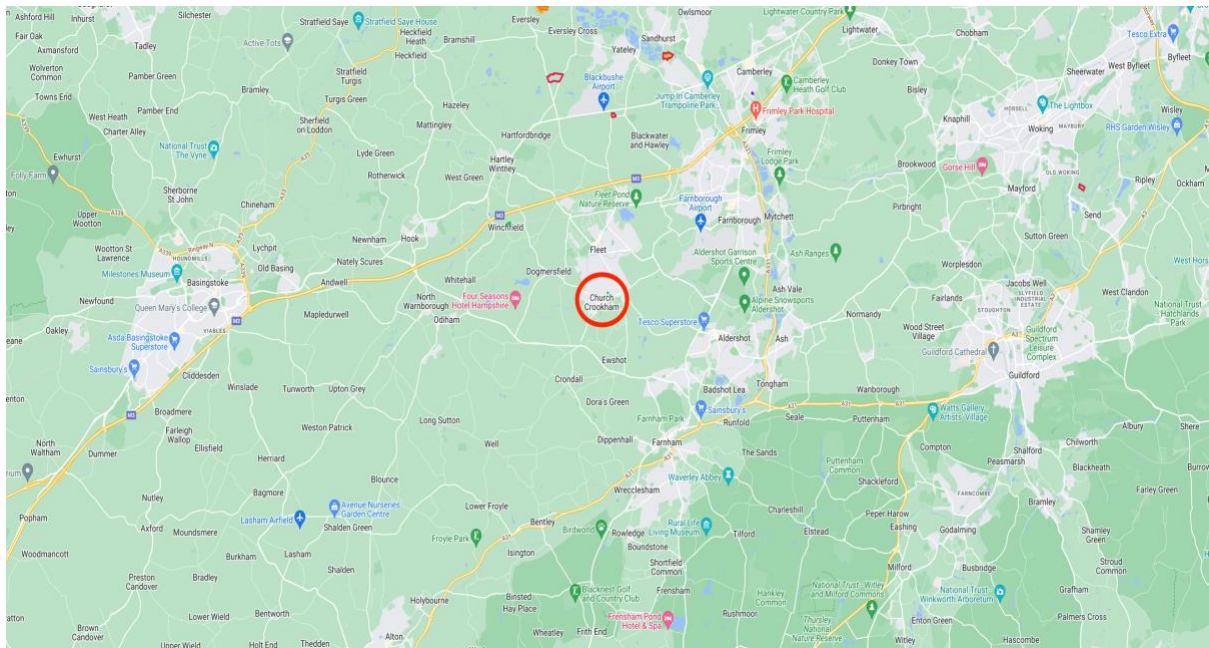 Ashford Hill
Inhurst
Silchester
Stratfield Saye
Stratfield Saye House
Heckfield
Heath
Bramshill
Eversley
Eversley Cross
Owlsmoor
Lightwater Country Park
Lightwater
Chobham
Tesco Extra
Fair Oak
Axmansford
Tadley
Active Tots
Heckfield
Yateley
Sandhurst
Donkey Town
Sheerwater
West Byfleet
Byfleet
Wolverton
Common
Pamber Green
Stratfield
Turgis
Blackbushe
Airport
Camberley
Camberley
Heath Golf Club
Bisley
Towns End
Bramley
Turgis Green
Hazeley
Jump In Camberley
Trampoline Park
Frimley Park Hospital
HORSELL
The Lightbox
Wisley
West Heath
Pamber End
Charter Alley
Sherfield
on Loddon
Mattingley
Hartfordbridge
Blackwater
and Hawley
Frimley
Knaphill
Woking
MAYBURY
RHS Garden Wisley
National Trust
The Vyne
Lyde Green
Hartley
Wintney
Frimley
Lodge Park
Brookwood
Gorse Hill
OLD WOKING
Ewhurst
Folly Farm
A339
A33
Rotherwick
West Green
M3
Mayford
Ripley
Ockham
Sherborne
St John
Chineham
Fleet Pond
Nature Reserve
Farnborough
Airport
Pirbright
Send
Upper
Wootton
A339
M3
Winchfield
Farnborough
Mytchett
Sutton Green
Wootton St
Lawrence
Ringway N
Lychpit
Newnham
Hook
Fleet
Aldershot Garrison
Sports Centre
Ash Ranges
HOUNDMILLS
Old Basing
Nately Scures
Dogmersfield
Worplesdon
West Hors
Milestones Museum
Basingstoke
Andwell
Whitehall
Ash Vale
Jacobs Well
Newfound
Queen Mary's College
North
Warnborough
Four Seasons
Hotel Hampshire
Church
Crookham
Alpine Snowsports
Aldershot
Fairlands
SLYFIELD
INDUSTRIAL
ESTATE
West Clandon
National Trust
Hatchlands
Park
Mapledurwell
Odiham
Tesco Superstore
Normandy
STOUGHTON
Oakley
VIABLES
M3
Wood Street
Village
Guildford
Spectrum
Leisure
Complex
Asda Basingstoke
Superstore
Aldershot
Ash
Guildford Cathedral
Sainsbury's
Cliddesden
Ewshot
Guildford
Winslade
Tunworth
Upton Grey
Crondall
Badshot Lea
Tongham
Wanborough
Broadmere
M3
Dora's Green
Sainsbury's
A31
A31
Watts Gallery
Artists' Village
Farleigh
Wallop
Weston Patrick
Long Sutton
Farnham Park
Runfold
Seale
Puttenham
Albury
Shere
North
Waltham
Dummer
Ellisfield
Well
Dippenhall
Farnham
Compton
Shalford
Chilworth
Herriard
A31
The Sands
Puttenham
Common
Peasmarsh
Blackheath
Nutley
Bagmore
Blounce
Wrecclesham
Waverley Abbey
Shackleford
FARNCOMBE
Farley Green
Popham
Axford
Moundsmere
Lasham Airfield
Avenue Nurseries
Garden Centre
Shalden Green
Lower Froyle
Bentley
Birdworld
Rowledge
Rural Life
Living Museum
Charleshill
Peper Harow
Eashing
Bramley
Woodmancott
Burkham
Lasham
Froyle Park
Isington
Boundstone
Tilford
Elstead
Godalming
Shamley
Green
Preston
Candover
Bradley
Shalden
Shortfield
Common
Milford
Busbridge
Stroud
Common
Holybourne
Binsted
Hay Place
Blacknest Golf
and Country Club
Frensham
Hankley
Common
National Trust - Witley
and Milford Commons
National Trust
Winkworth Arboretum
Grafham
Lower Wield
Bentworth
Frensham Pond
Hotel & Spa
Rushmoor
Thursley
National
Nature Reserve
Enton Green
Palmers Cross
Brown
Candover
Upper Wield
Holt End
Thedden
Alton
Wheatley
Frith End
Witley
Hascombe